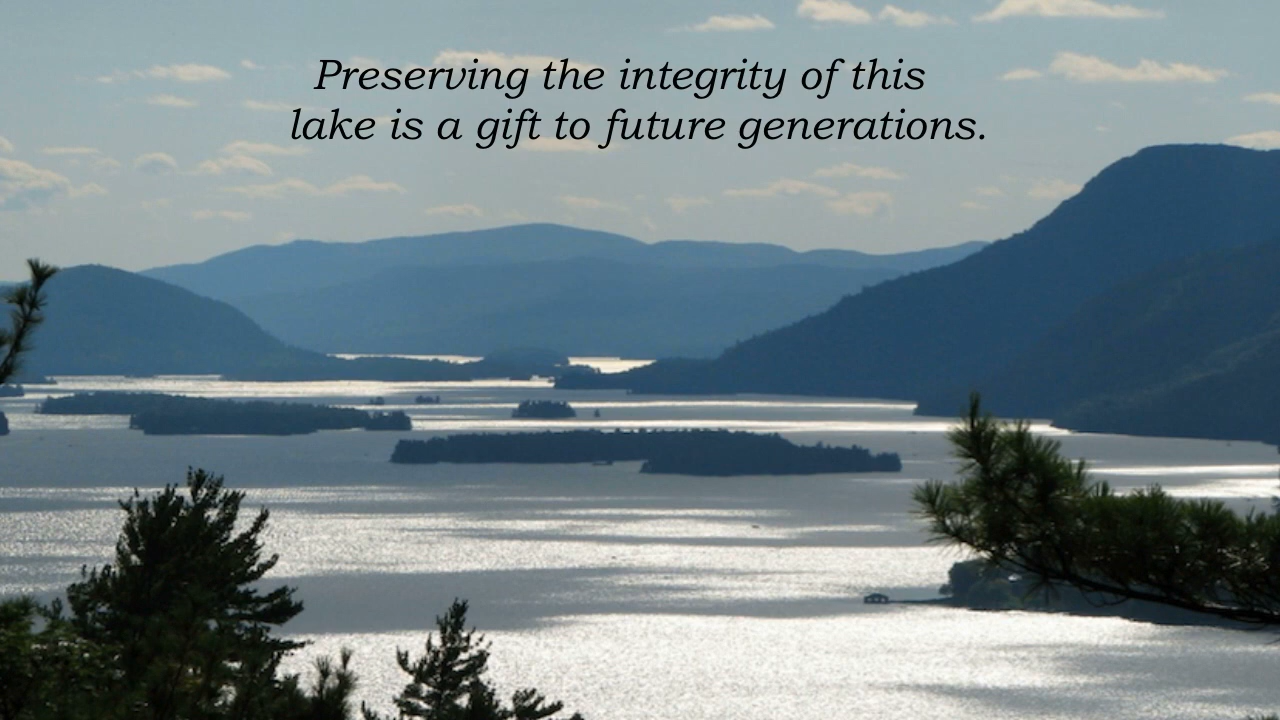 Preserving the integrity of this
lake is a gift to future generations.